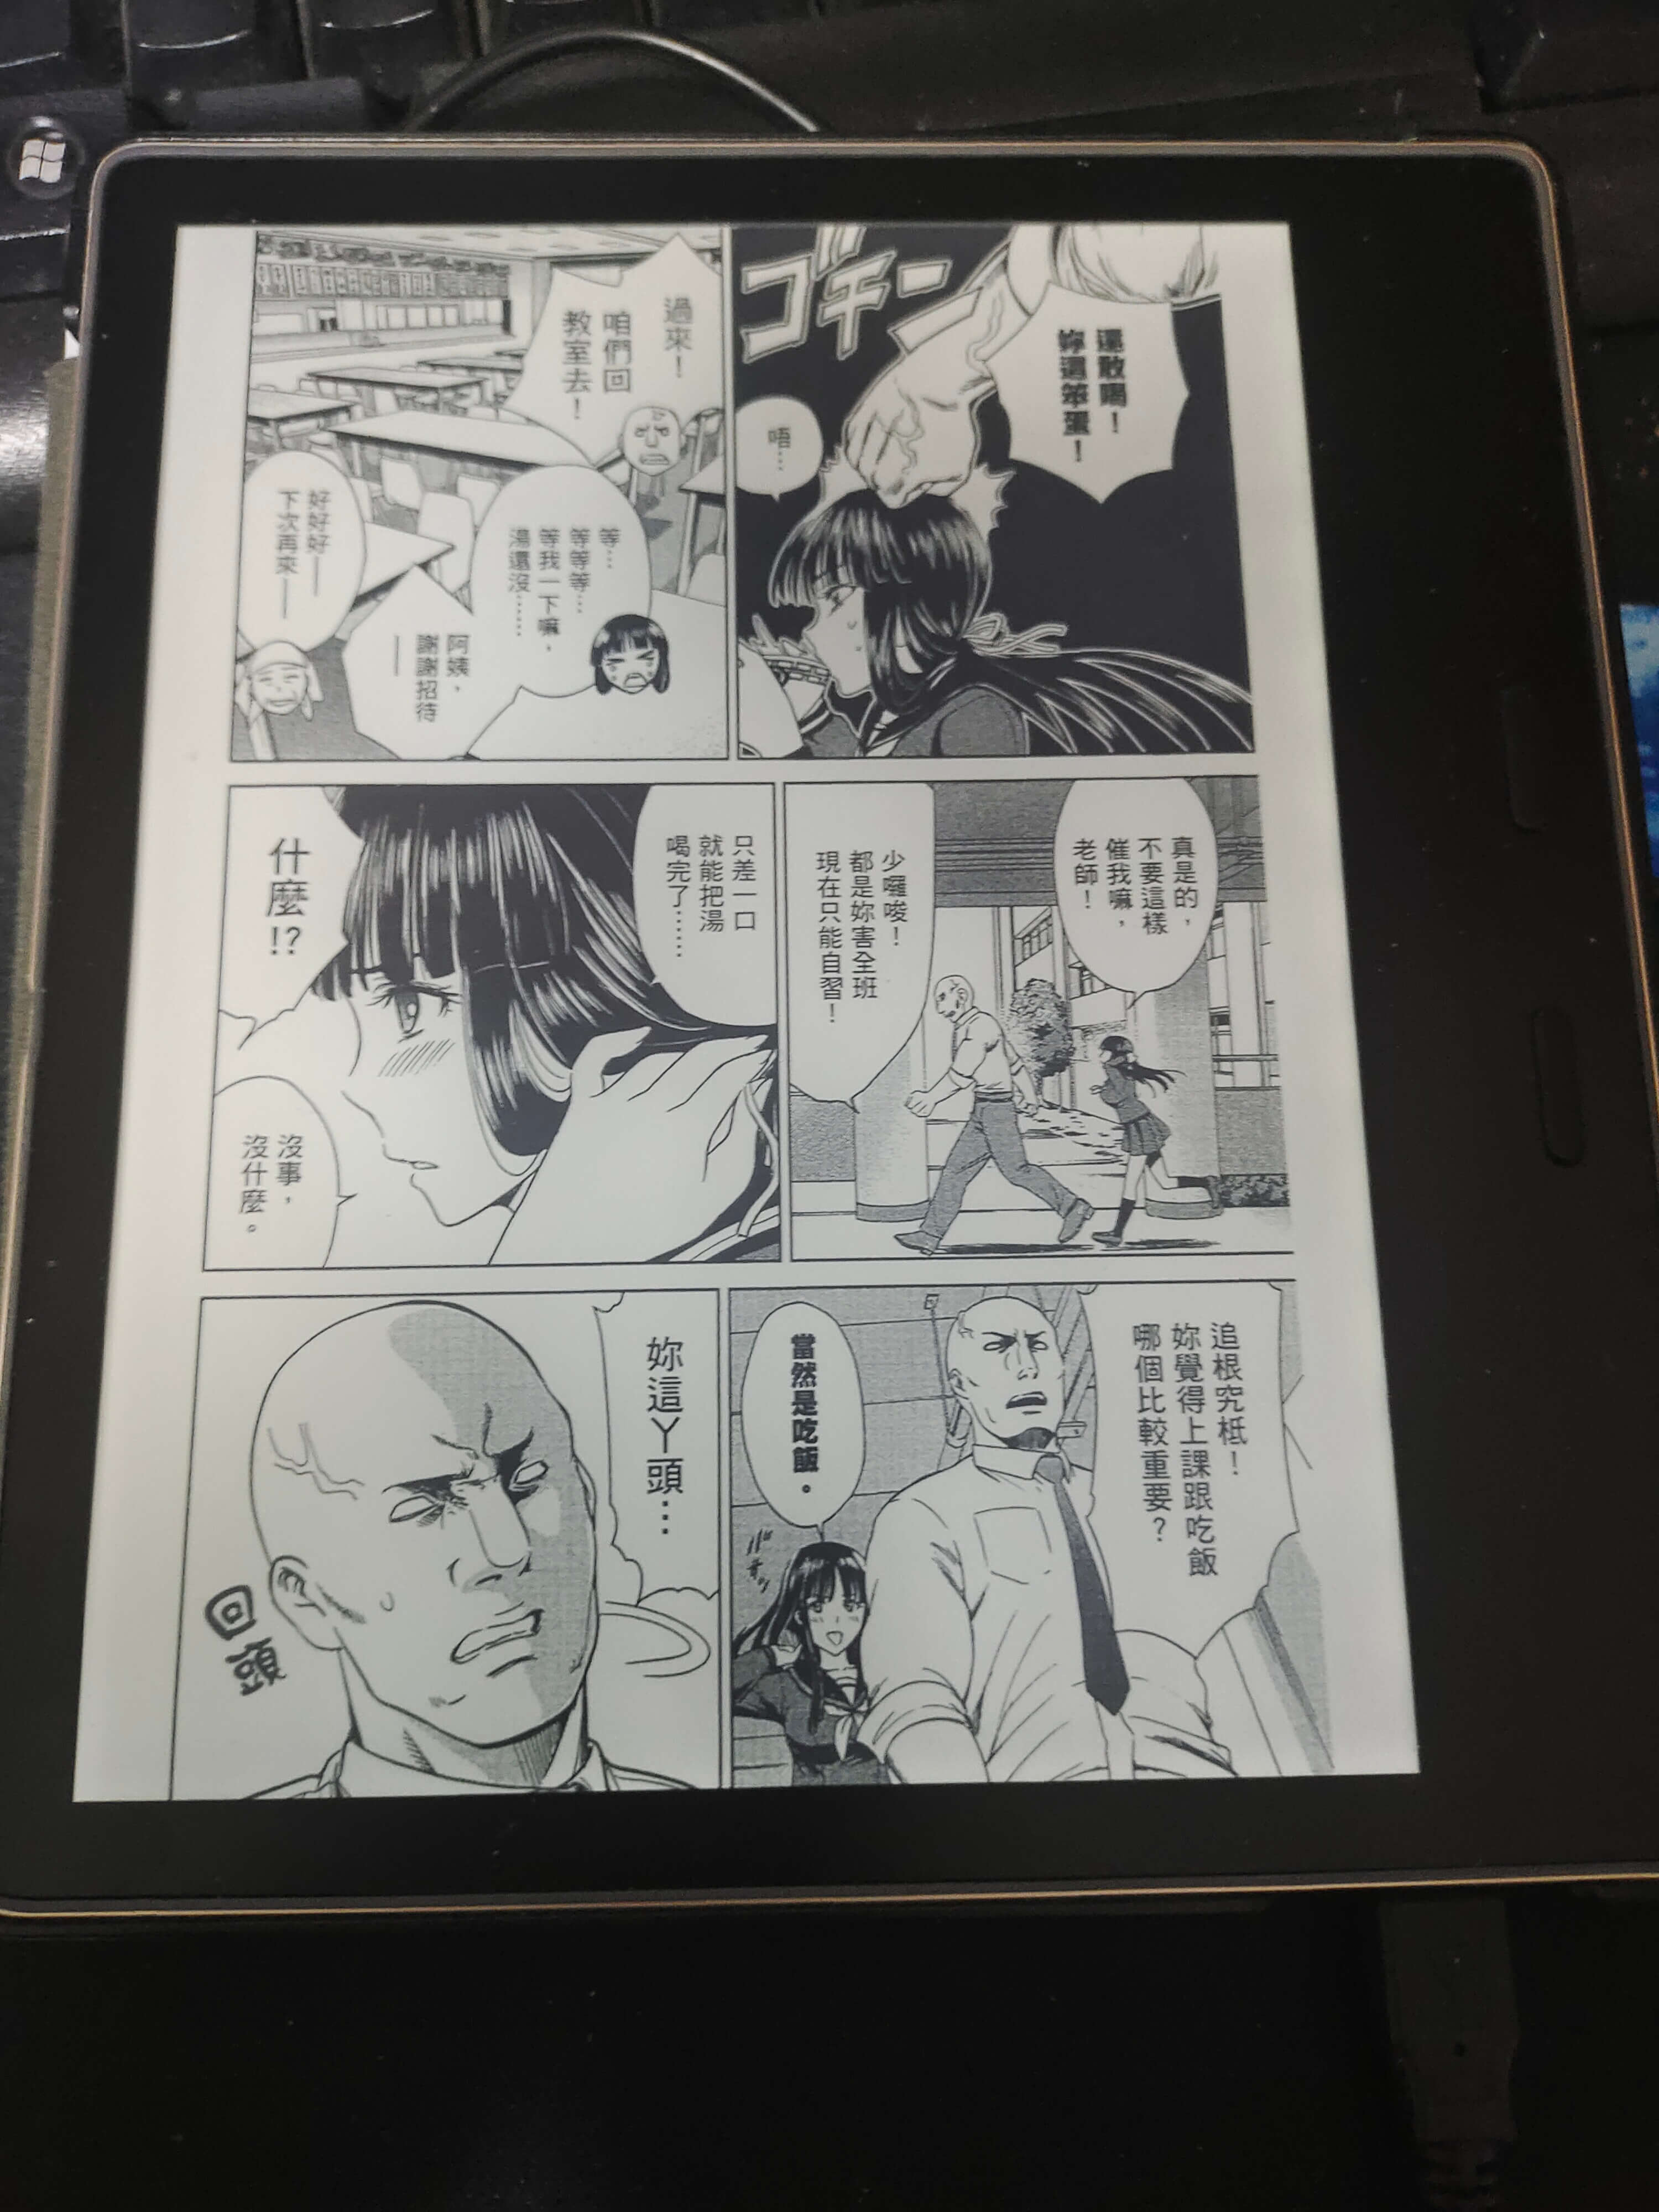 還敢喝！
妳這笨蛋！
ゴキーン
唔…
過來！
咱們回
教室去！
等…
等等等…
等我一下嘛，
湯還沒……
阿姨，
謝謝招待
——
好好好——
下次再來——
真是的，
不要這樣
催我嘛，
老師！
少囉唆！
都是妳害全班
現在只能自習！
只差一口
就能把湯
喝完了……
什麼!?
沒事，
沒什麼。
追根究柢！
妳覺得上課跟吃飯
哪個比較重要？
當然是吃飯。
妳這丫頭…
回頭